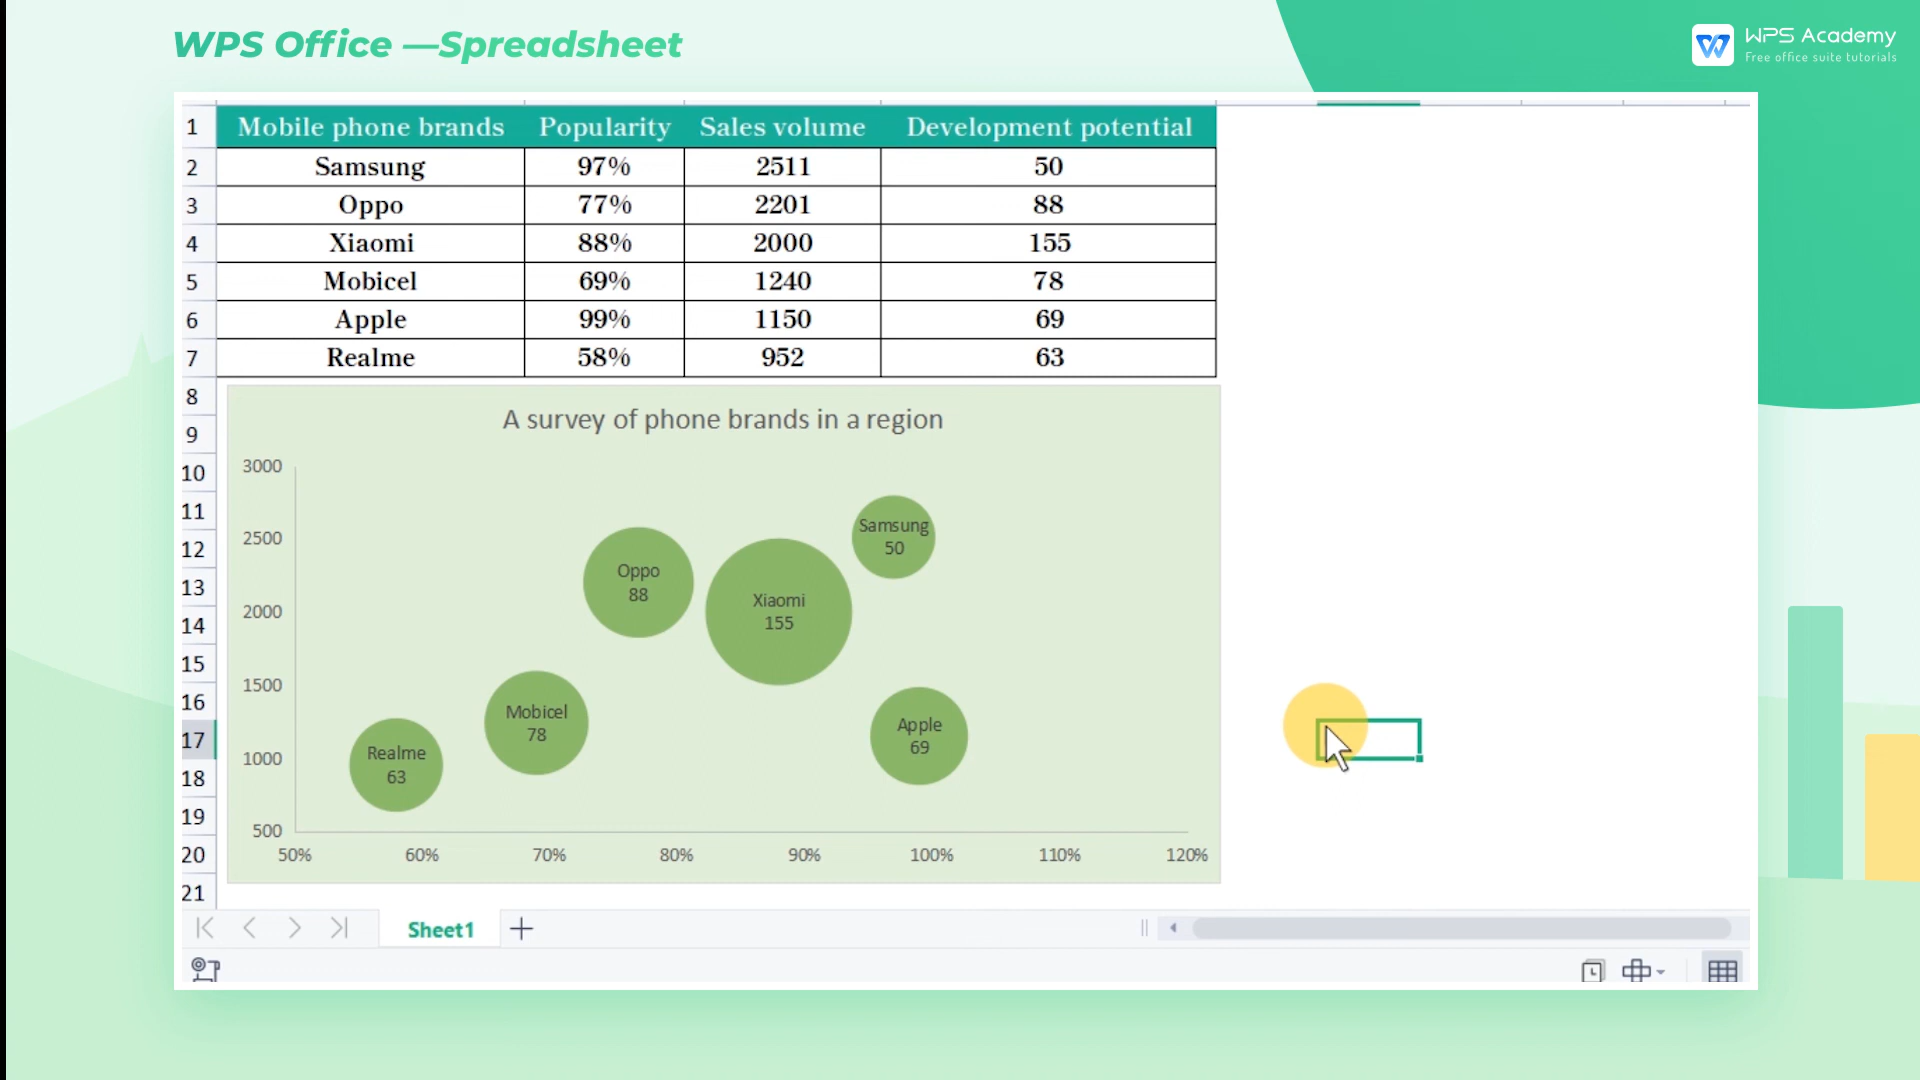 WPS Office —Spreadsheet
WPS Academy
Free office suite tutorials
1 Mobile phone brands Popularity Sales volume Development potential
2 Samsung 97% 2511 50
3 Oppo 77% 2201 88
4 Xiaomi 88% 2000 155
5 Mobicel 69% 1240 78
6 Apple 99% 1150 69
7 Realme 58% 952 63
8
9
10
11
12
13
14
15
16
17
18
19
20
21
A survey of phone brands in a region
3000
2500
2000
1500
1000
500
Samsung
50
Oppo
88
Xiaomi
155
Mobicel
78
Apple
69
Realme
63
50% 60% 70% 80% 90% 100% 110% 120%
Sheet1